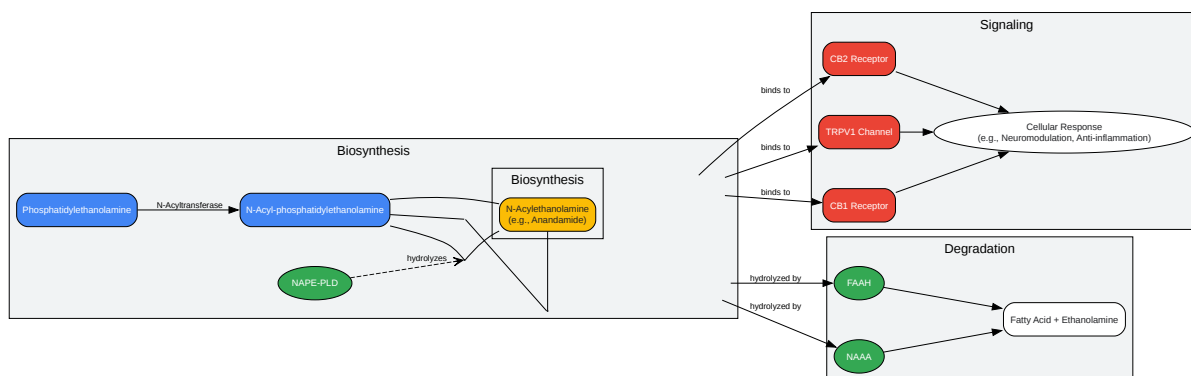 Biosynthesis
Phosphatidylethanolamine
N-Acyltransferase
N-Acyl-phosphatidylethanolamine
Biosynthesis
N-Acylethanolamine
(e.g., Anandamide)
NAPE-PLD
hydrolyzes
Signaling
binds to
CB2 Receptor
binds to
TRPV1 Channel
binds to
CB1 Receptor
Cellular Response
(e.g., Neuromodulation, Anti-inflammation)
Degradation
hydrolyzed by
FAAH
hydrolyzed by
NAAA
Fatty Acid + Ethanolamine